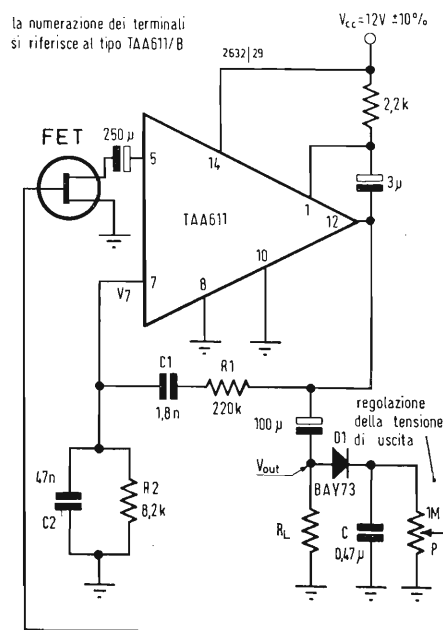 la numerazione dei terminali
si riferisce al tipo TAA611/B
Vcc=12V ±10%
2632|29
2,2k
FET
250 µ
5
14
1
3µ
TAA611
12
10
8
7
V7
C1
1,8n
R1
220k
100µ
regolazione
della tensione
di uscita
D1
BAY73
Vout
47n
C2
R2
8,2k
RL
C
0,47µ
1M
P